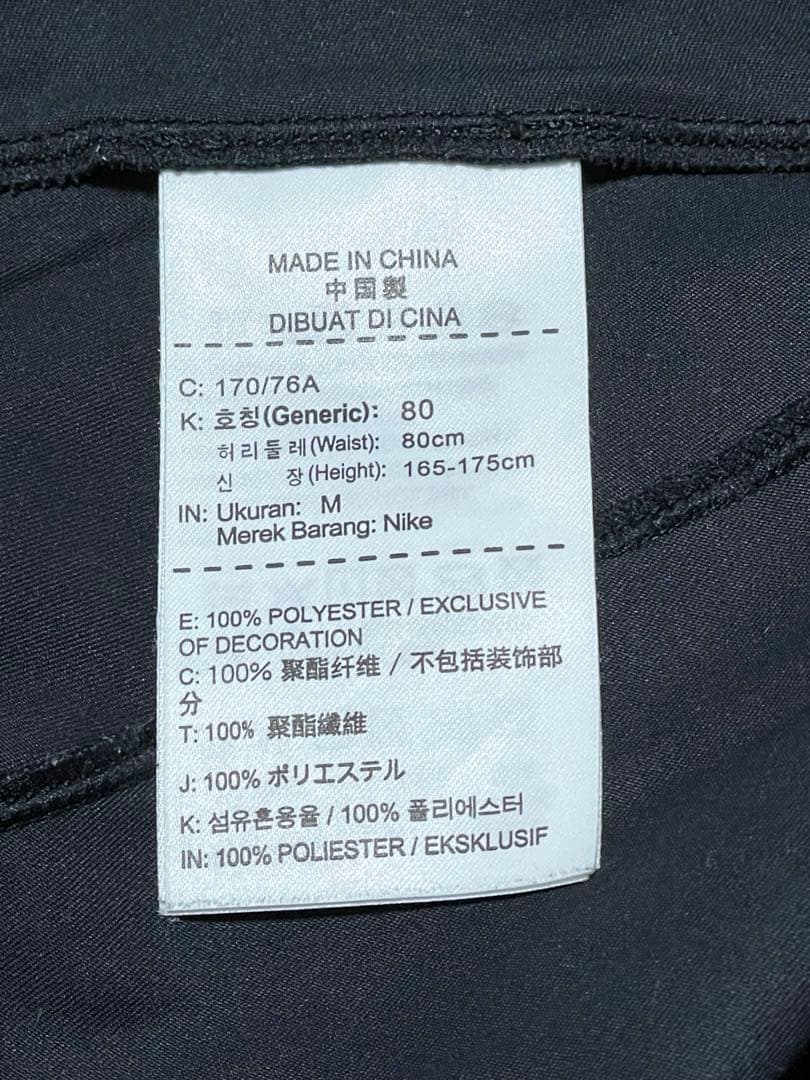 MADE IN CHINA
中国製
DIBUAT DI CINA
C: 170/76A
K: 호칭(Generic): 80
허리둘레(Waist): 80cm
신 장(Height): 165-175cm
IN: Ukuran: M
Merek Barang: Nike
E: 100% POLYESTER / EXCLUSIVE
OF DECORATION
C: 100% 聚酯纤维 / 不包括装饰部
分
T: 100% 聚酯纖維
J: 100% ポリエステル
K: 섬유혼용율 / 100% 폴리에스터
IN: 100% POLIESTER / EKSKLUSIF